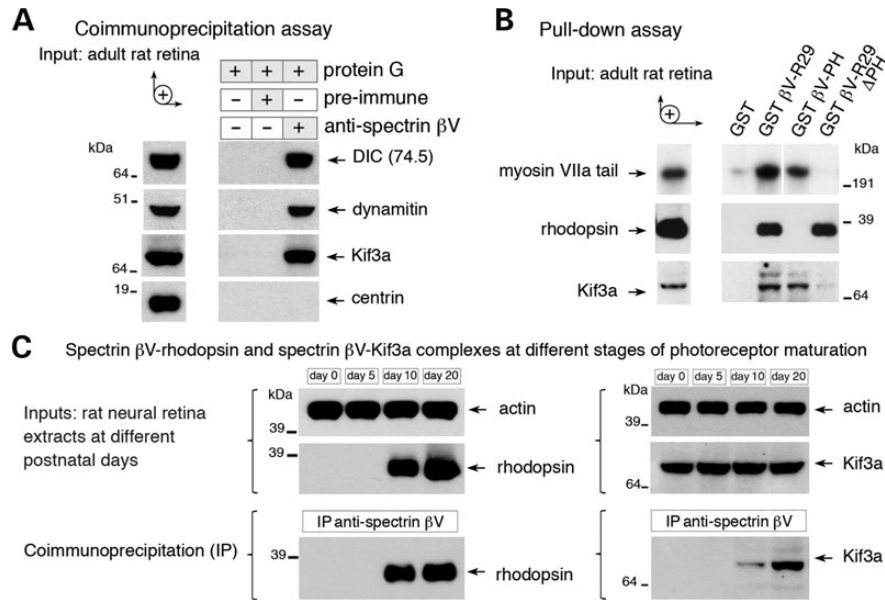 A
Coimmunoprecipitation assay
Input: adult rat retina
+
+ + + protein G
– + – pre-immune
– – + anti-spectrin βV
kDa
64
DIC (74.5)
51
dynamitin
Kif3a
64
19
centrin
B
Pull-down assay
Input: adult rat retina
+
GST
GST βV-R29
GST βV-PH
GST βV-R29
ΔPH
kDa
myosin VIIa tail
191
rhodopsin
39
Kif3a
64
C
Spectrin βV-rhodopsin and spectrin βV-Kif3a complexes at different stages of photoreceptor maturation
Inputs: rat neural retina
extracts at different
postnatal days
day 0 day 5 day 10 day 20
kDa
actin
39
39
rhodopsin
day 0 day 5 day 10 day 20
kDa
actin
39
Kif3a
64
Coimmunoprecipitation (IP)
IP anti-spectrin βV
39
rhodopsin
IP anti-spectrin βV
Kif3a
64